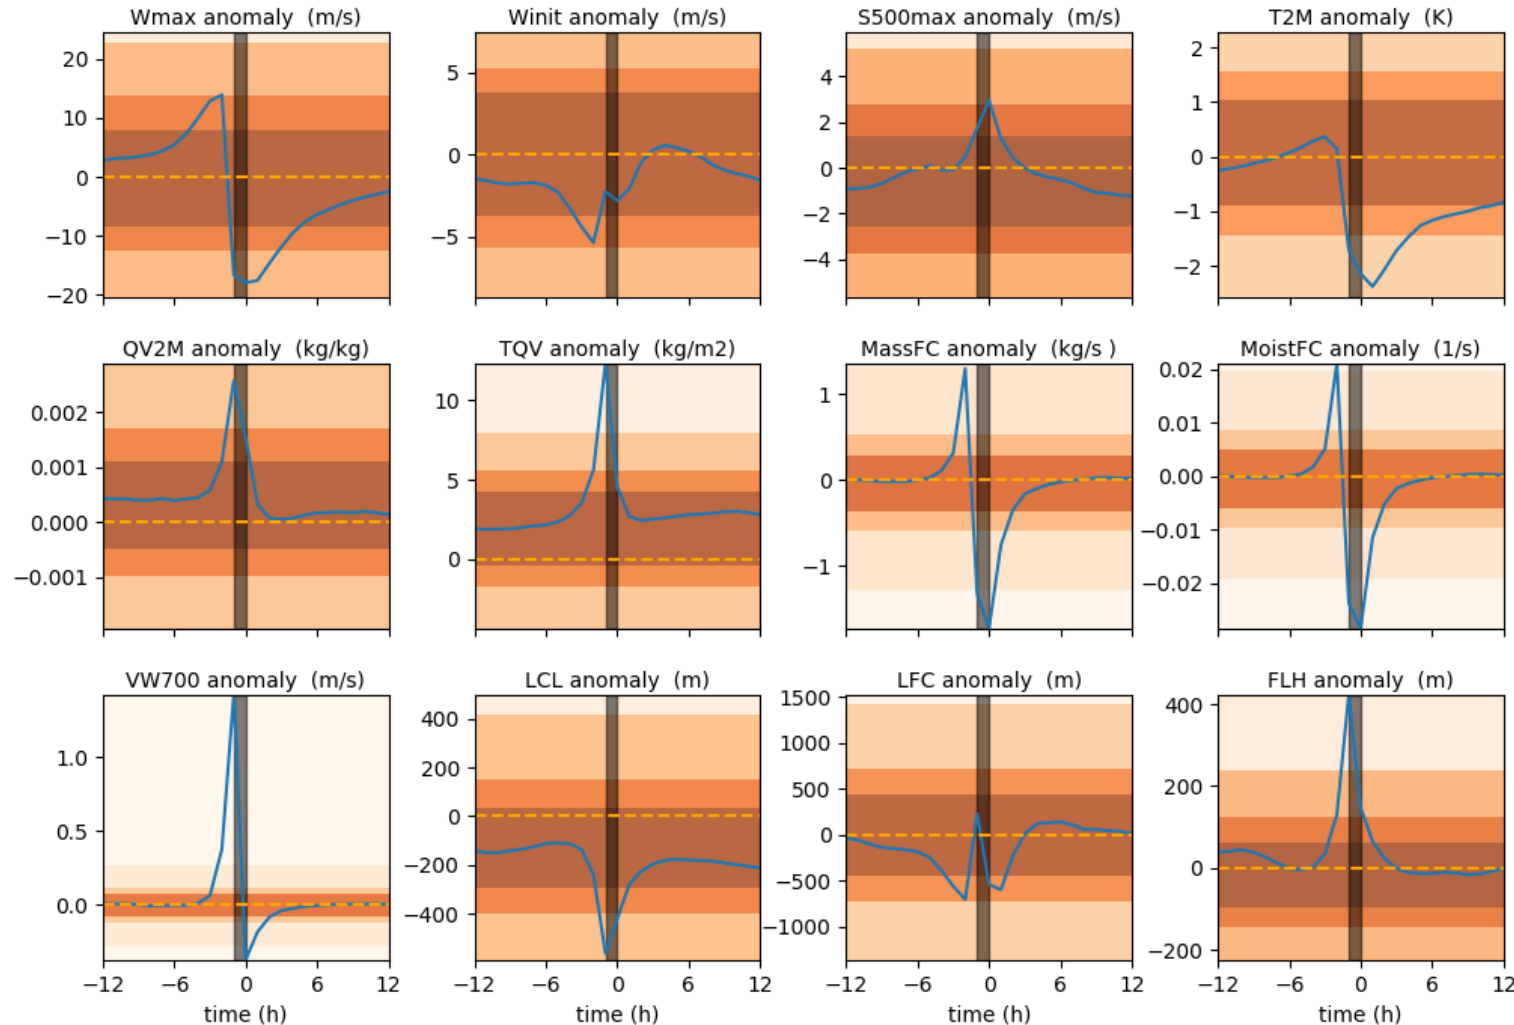 Wmax anomaly (m/s)
Winit anomaly (m/s)
S500max anomaly (m/s)
T2M anomaly (K)
20
10
0
−10
−20
5
0
−5
4
2
0
−2
−4
2
1
0
−1
−2
QV2M anomaly (kg/kg)
TQV anomaly (kg/m2)
MassFC anomaly (kg/s )
MoistFC anomaly (1/s)
0.002
0.001
0.000
−0.001
10
5
0
1
0
−1
0.02
0.01
0.00
−0.01
−0.02
VW700 anomaly (m/s)
LCL anomaly (m)
LFC anomaly (m)
FLH anomaly (m)
1.0
0.5
0.0
400
200
0
−200
−400
1500
1000
500
0
−500
−1000
400
200
0
−200
−12 −6 0 6 12
−12 −6 0 6 12
−12 −6 0 6 12
−12 −6 0 6 12
time (h)
time (h)
time (h)
time (h)